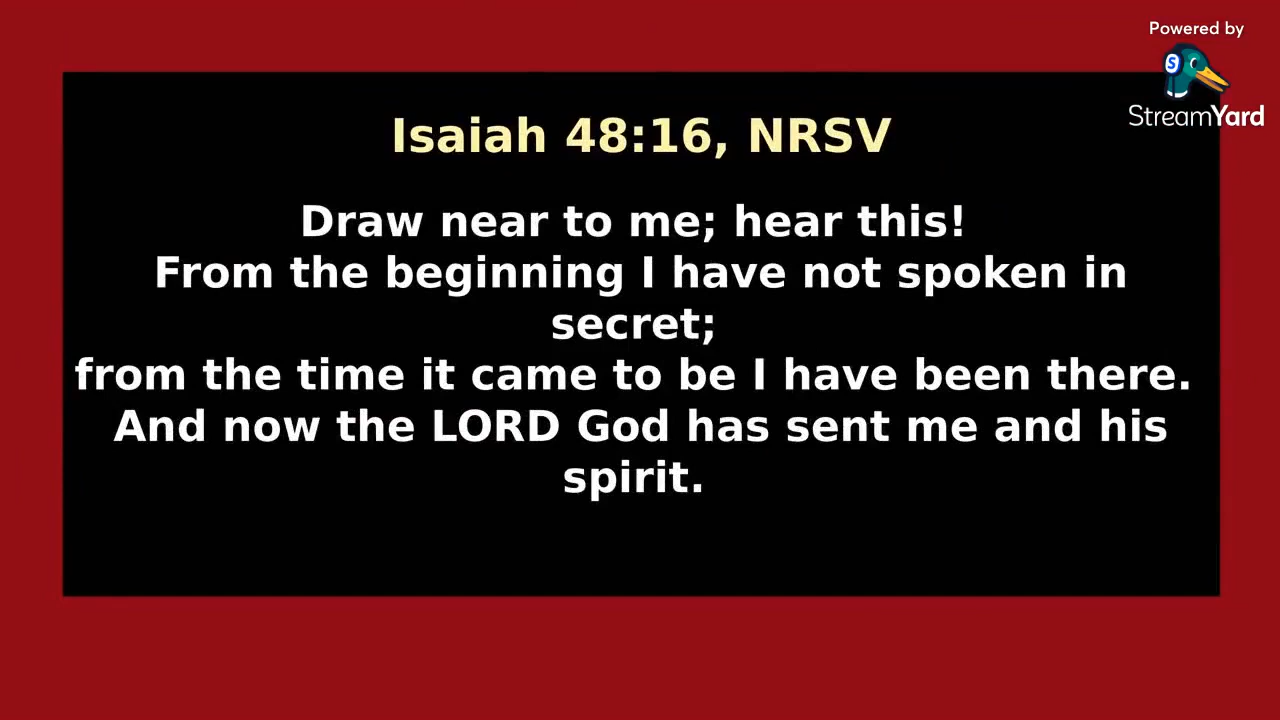 Powered by
S
StreamYard
Isaiah 48:16, NRSV
Draw near to me; hear this!
From the beginning I have not spoken in
secret;
from the time it came to be I have been there.
And now the LORD God has sent me and his
spirit.